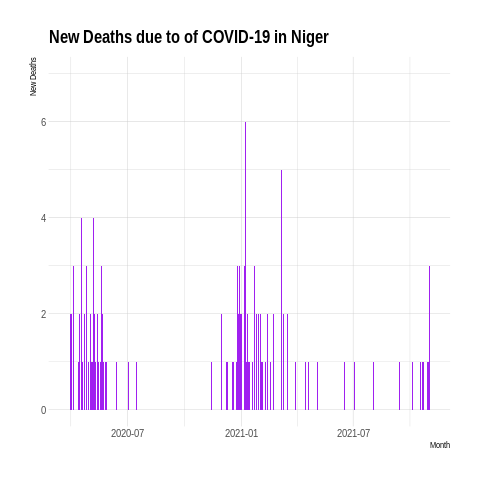 New Deaths due to of COVID-19 in Niger
New Deaths
6
4
2
0
2020-07 2021-01 2021-07
Month